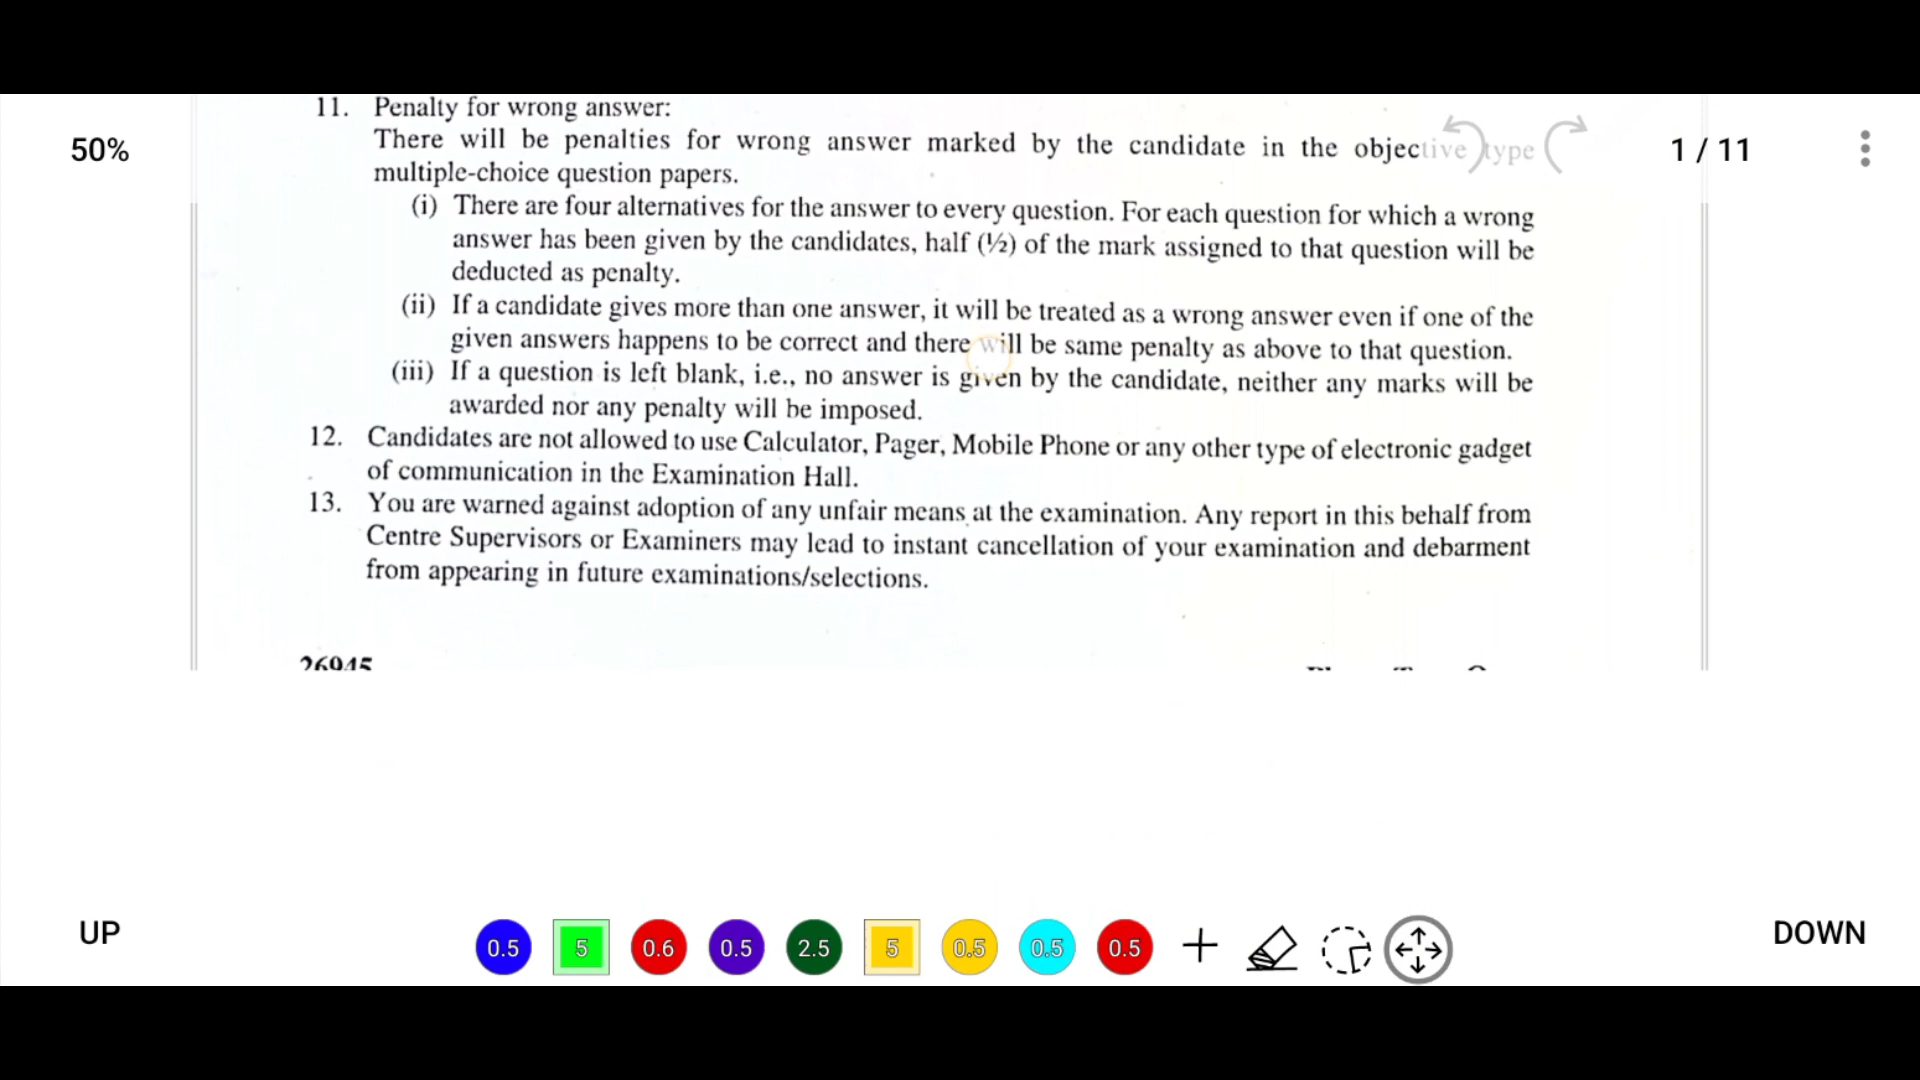 11. Penalty for wrong answer:
There will be penalties for wrong answer marked by the candidate in the objective type
50%
1 / 11
multiple-choice question papers.
(i) There are four alternatives for the answer to every question. For each question for which a wrong
answer has been given by the candidates, half (½) of the mark assigned to that question will be
deducted as penalty.
(ii) If a candidate gives more than one answer, it will be treated as a wrong answer even if one of the
given answers happens to be correct and there will be same penalty as above to that question.
(iii) If a question is left blank, i.e., no answer is given by the candidate, neither any marks will be
awarded nor any penalty will be imposed.
12. Candidates are not allowed to use Calculator, Pager, Mobile Phone or any other type of electronic gadget
of communication in the Examination Hall.
13. You are warned against adoption of any unfair means at the examination. Any report in this behalf from
Centre Supervisors or Examiners may lead to instant cancellation of your examination and debarment
from appearing in future examinations/selections.
26945
UP
DOWN
0.5 5 0.6 0.5 2.5 5 0.5 0.5 0.5